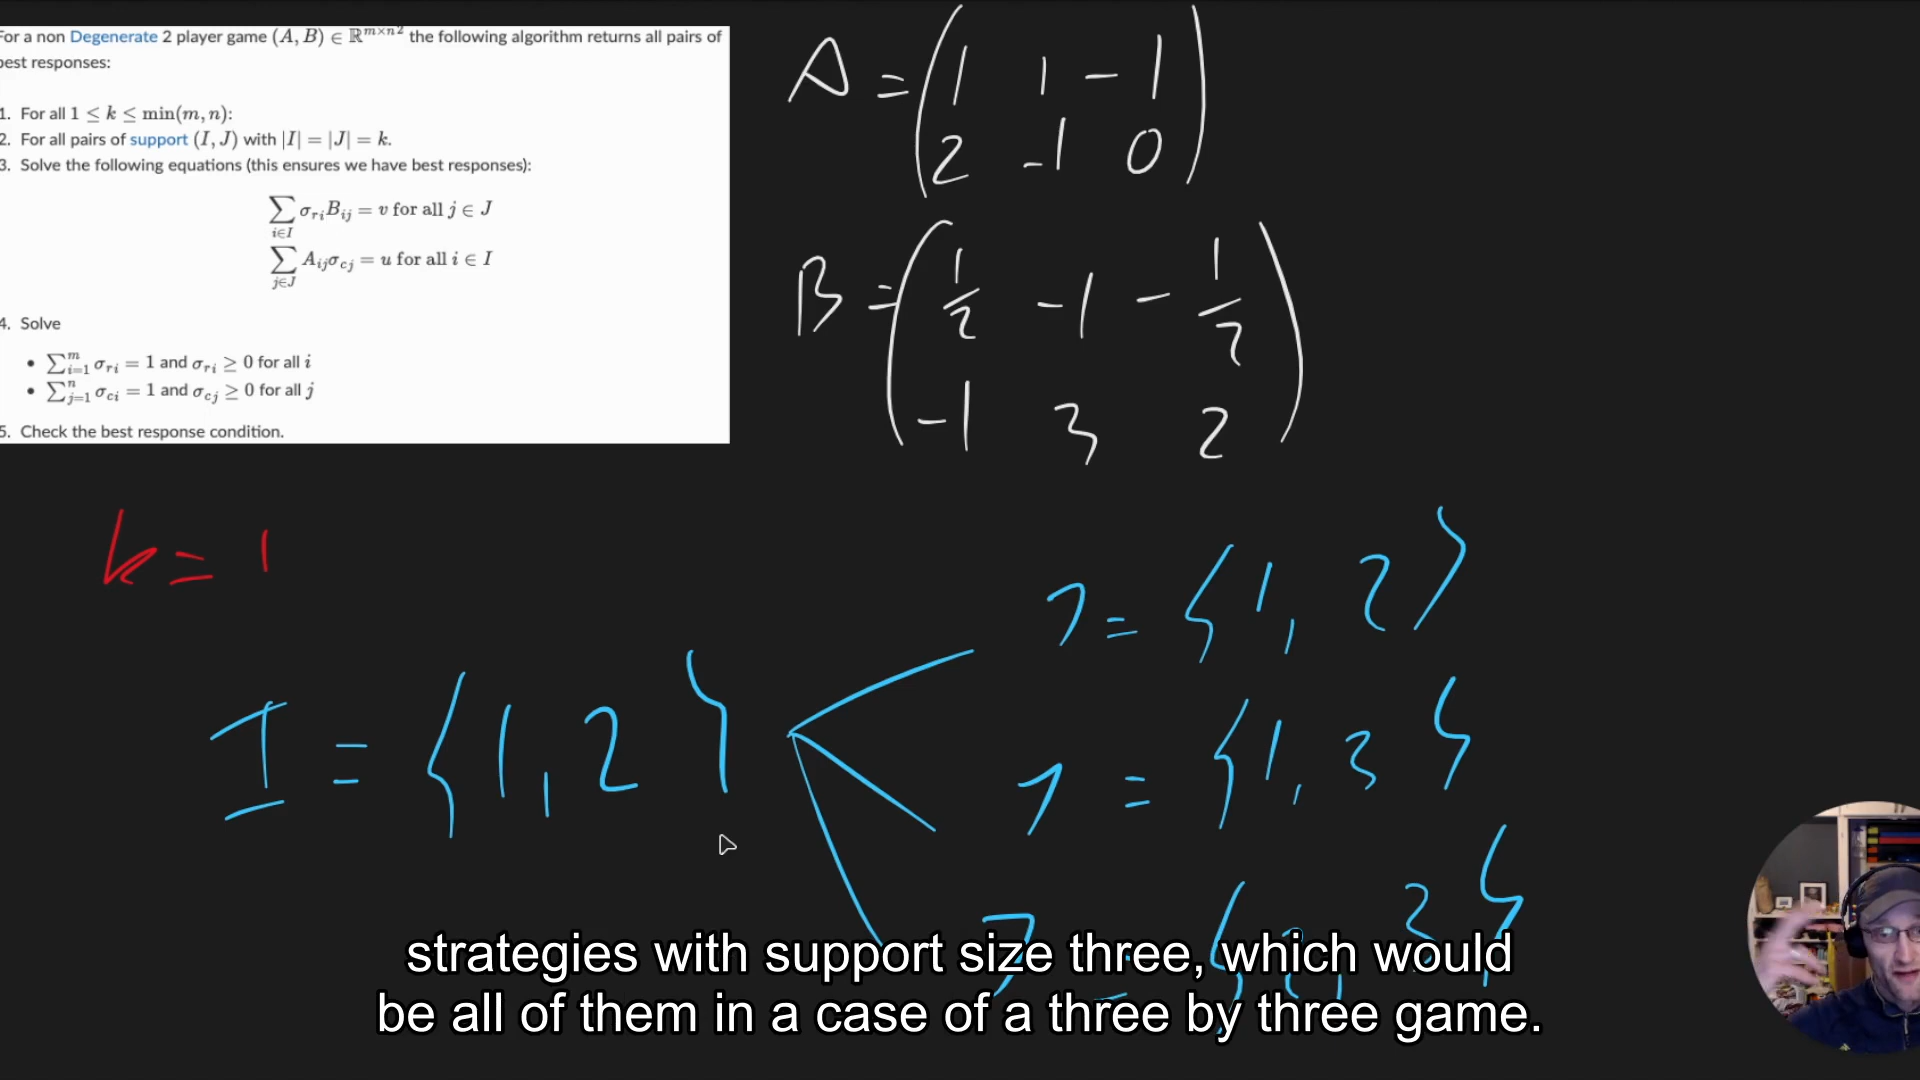 For a non Degenerate 2 player game (A, B) ∈ ℝ^{m×n^2} the following algorithm returns all pairs of
best responses:
1. For all 1 ≤ k ≤ min(m, n):
2. For all pairs of support (I, J) with |I| = |J| = k.
3. Solve the following equations (this ensures we have best responses):
∑_{i∈I} σ_{ri}B_{ij} = v for all j ∈ J
∑_{j∈J} A_{ij}σ_{cj} = u for all i ∈ I
4. Solve
• ∑_{i=1}^{m} σ_{ri} = 1 and σ_{ri} ≥ 0 for all i
• ∑_{j=1}^{n} σ_{ci} = 1 and σ_{cj} ≥ 0 for all j
5. Check the best response condition.
A = (1 1 -1
2 -1 0)
B = (1/2 -1 -1/2
-1 3 2)
k = 1
I = {1, 2}
J = {1, 2}
J = {1, 3}
J = {2, 3}
strategies with support size three, which would
be all of them in a case of a three by three game.